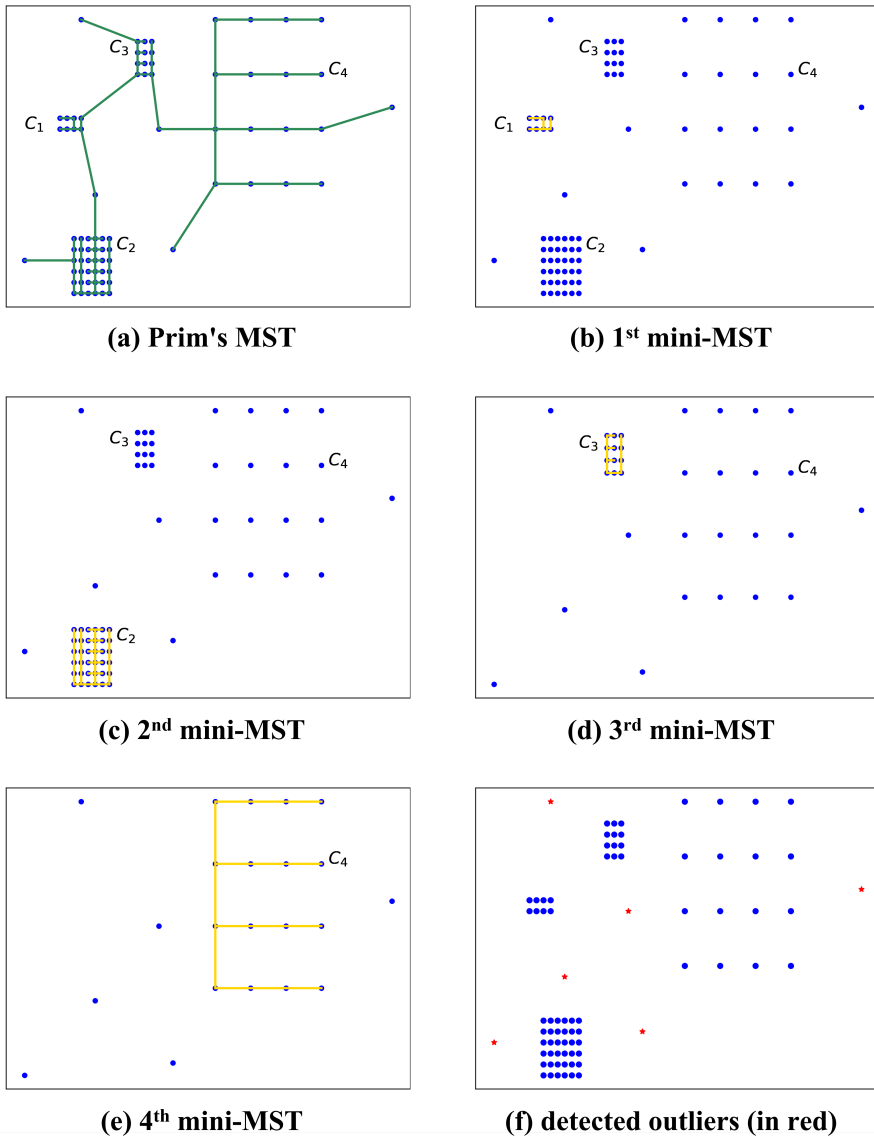 C3
C4
C1
C2
(a) Prim's MST
C3
C4
C1
C2
(b) 1st mini-MST
C3
C4
C2
(c) 2nd mini-MST
C3
C4
(d) 3rd mini-MST
C4
(e) 4th mini-MST
(f) detected outliers (in red)